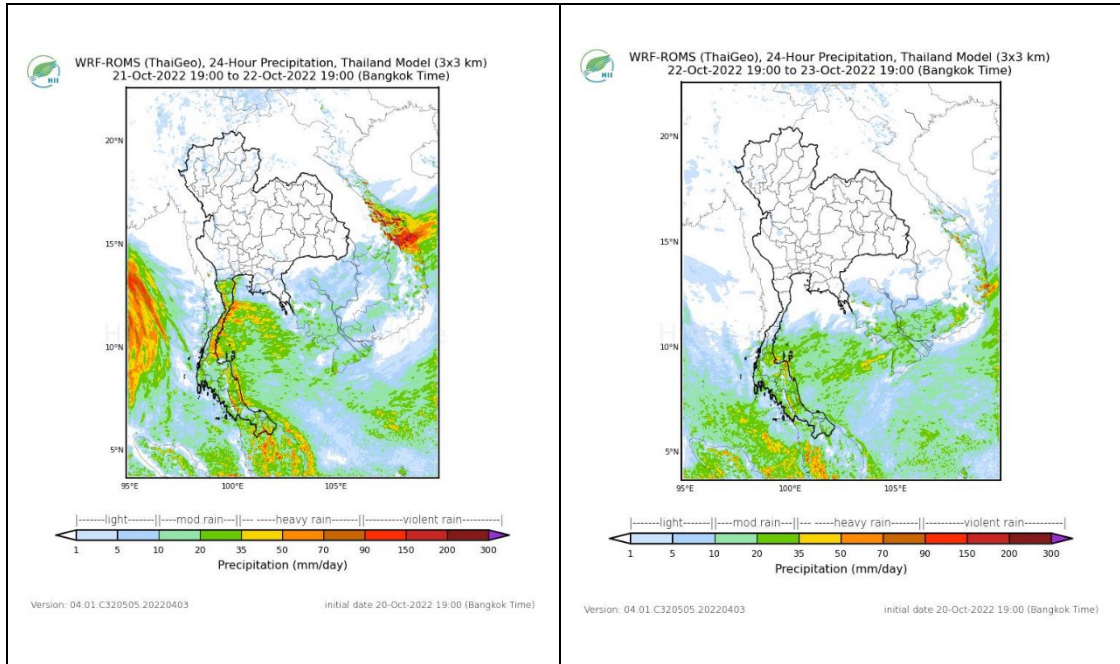 HII
WRF-ROMS (ThaiGeo), 24-Hour Precipitation, Thailand Model (3x3 km)
21-Oct-2022 19:00 to 22-Oct-2022 19:00 (Bangkok Time)
20°N
15°N
10°N
5°N
95°E 100°E 105°E
|-------light-------||----mod rain---||--- ----heavy rain-------||----------violent rain-----------|
1 5 10 20 35 50 70 90 150 200 300
Precipitation (mm/day)
Version: 04.01.C320505.20220403 initial date 20-Oct-2022 19:00 (Bangkok Time)
HII
WRF-ROMS (ThaiGeo), 24-Hour Precipitation, Thailand Model (3x3 km)
22-Oct-2022 19:00 to 23-Oct-2022 19:00 (Bangkok Time)
20°N
15°N
10°N
5°N
95°E 100°E 105°E
|-------light-------||----mod rain---||--- ----heavy rain-------||----------violent rain-----------|
1 5 10 20 35 50 70 90 150 200 300
Precipitation (mm/day)
Version: 04.01.C320505.20220403 initial date 20-Oct-2022 19:00 (Bangkok Time)